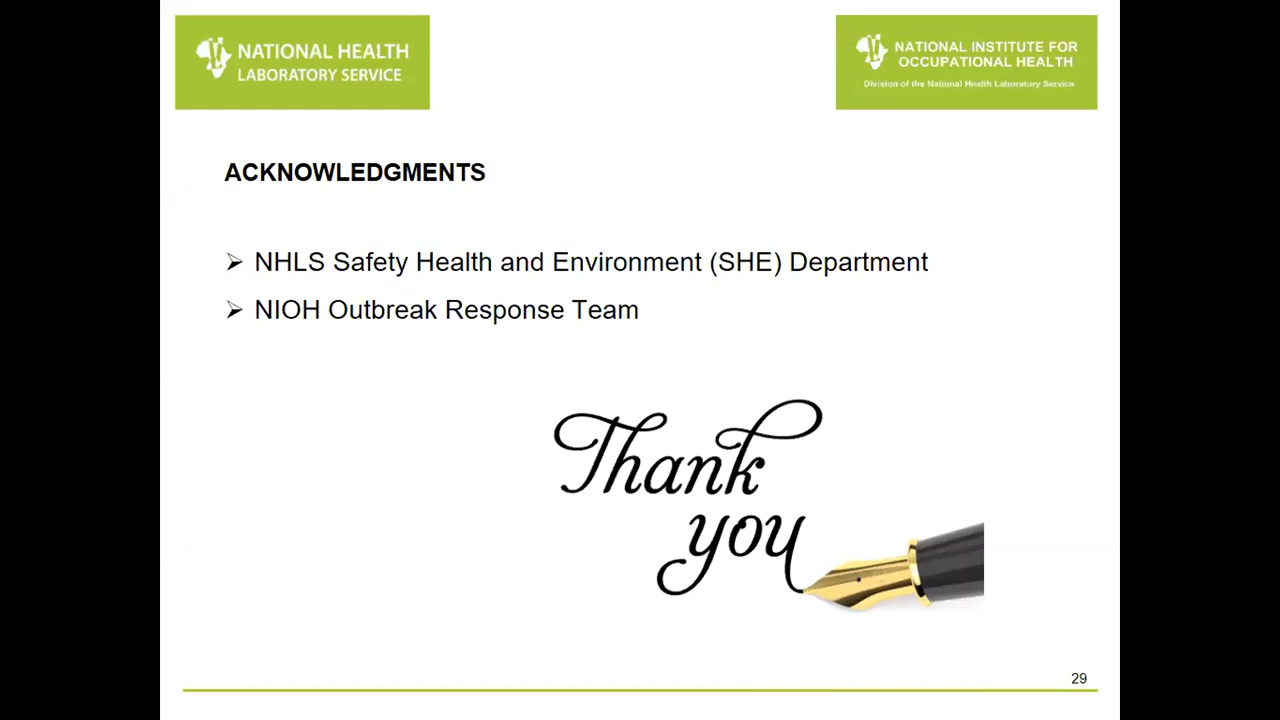 NATIONAL HEALTH
LABORATORY SERVICE
NATIONAL INSTITUTE FOR
OCCUPATIONAL HEALTH
Division of the National Health Laboratory Service
ACKNOWLEDGMENTS
NHLS Safety Health and Environment (SHE) Department
NIOH Outbreak Response Team
Thank
you
29